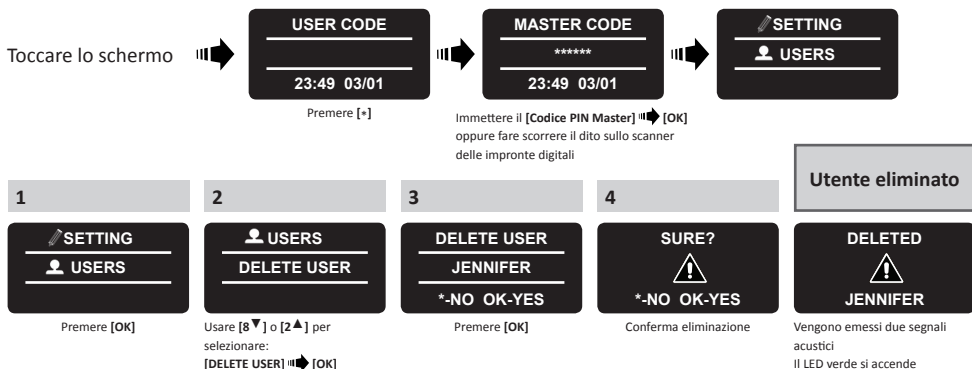 Toccare lo schermo
USER CODE
23:49 03/01
Premere [*]
MASTER CODE
******
23:49 03/01
Immettere il [Codice PIN Master] [OK]
oppure fare scorrere il dito sullo scanner
delle impronte digitali
SETTING
USERS
1
SETTING
USERS
Premere [OK]
2
USERS
DELETE USER
Usare [8▼] o [2▲] per
selezionare:
[DELETE USER] [OK]
3
DELETE USER
JENNIFER
*-NO OK-YES
Premere [OK]
4
SURE?
*-NO OK-YES
Conferma eliminazione
Utente eliminato
DELETED
JENNIFER
Vengono emessi due segnali
acustici
Il LED verde si accende